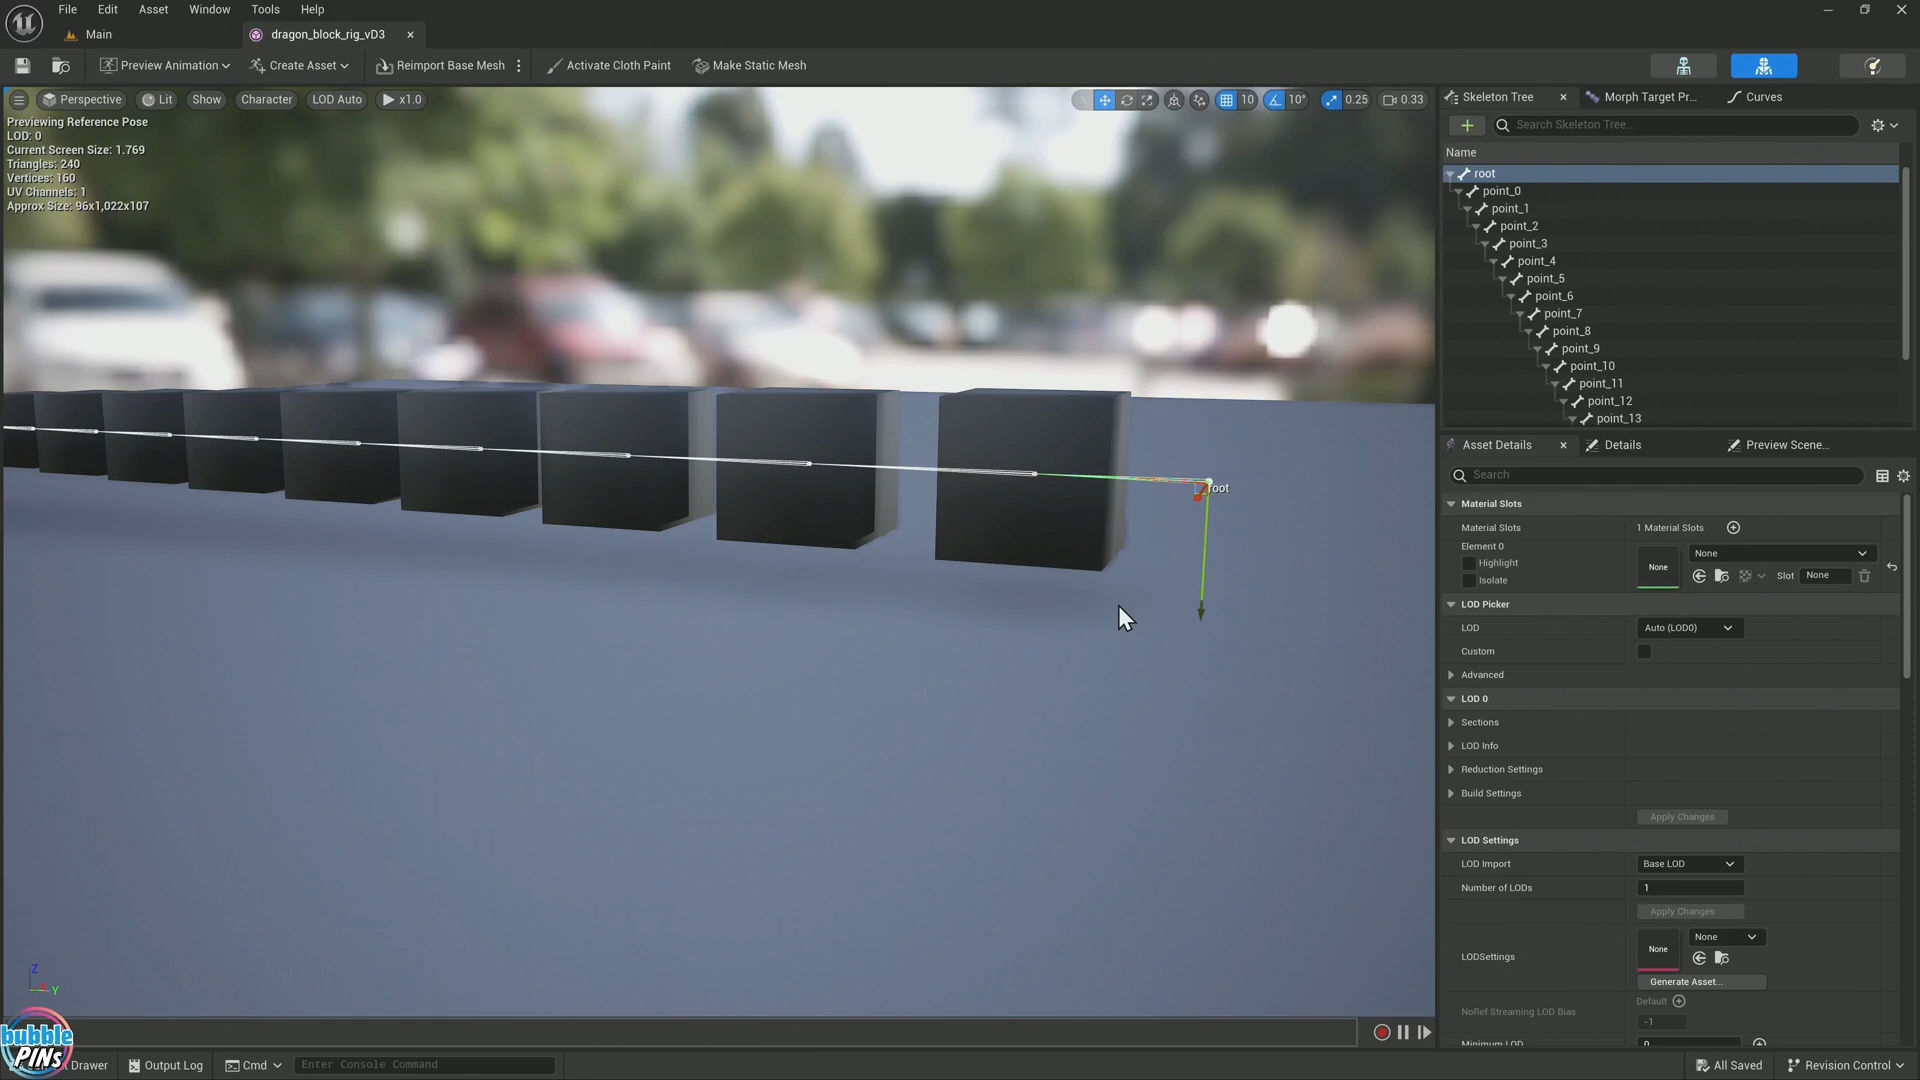 File Edit Asset Window Tools Help
Main
dragon_block_rig_vD3
Preview Animation
Create Asset
Reimport Base Mesh
Activate Cloth Paint
Make Static Mesh
Perspective
Lit
Show
Character
LOD Auto
x1.0
10
10°
0.25
0.33
Previewing Reference Pose
LOD: 0
Current Screen Size: 1.769
Triangles: 240
Vertices: 160
UV Channels: 1
Approx Size: 96x1,022x107
root
Z
Y
Skeleton Tree
Morph Target Pr...
Curves
Search Skeleton Tree...
Name
root
point_0
point_1
point_2
point_3
point_4
point_5
point_6
point_7
point_8
point_9
point_10
point_11
point_12
point_13
Asset Details
Details
Preview Scene...
Search
Material Slots
Material Slots
1 Material Slots
Element 0
Highlight
Isolate
None
None
Slot
None
LOD Picker
LOD
Auto (LOD0)
Custom
Advanced
LOD 0
Sections
LOD Info
Reduction Settings
Build Settings
Apply Changes
LOD Settings
LOD Import
Base LOD
Number of LODs
1
Apply Changes
LODSettings
None
None
Generate Asset...
NoRef Streaming LOD Bias
Default
-1
Minimum LOD
0
bubble
PiNs
Drawer
Output Log
Cmd
Enter Console Command
All Saved
Revision Control